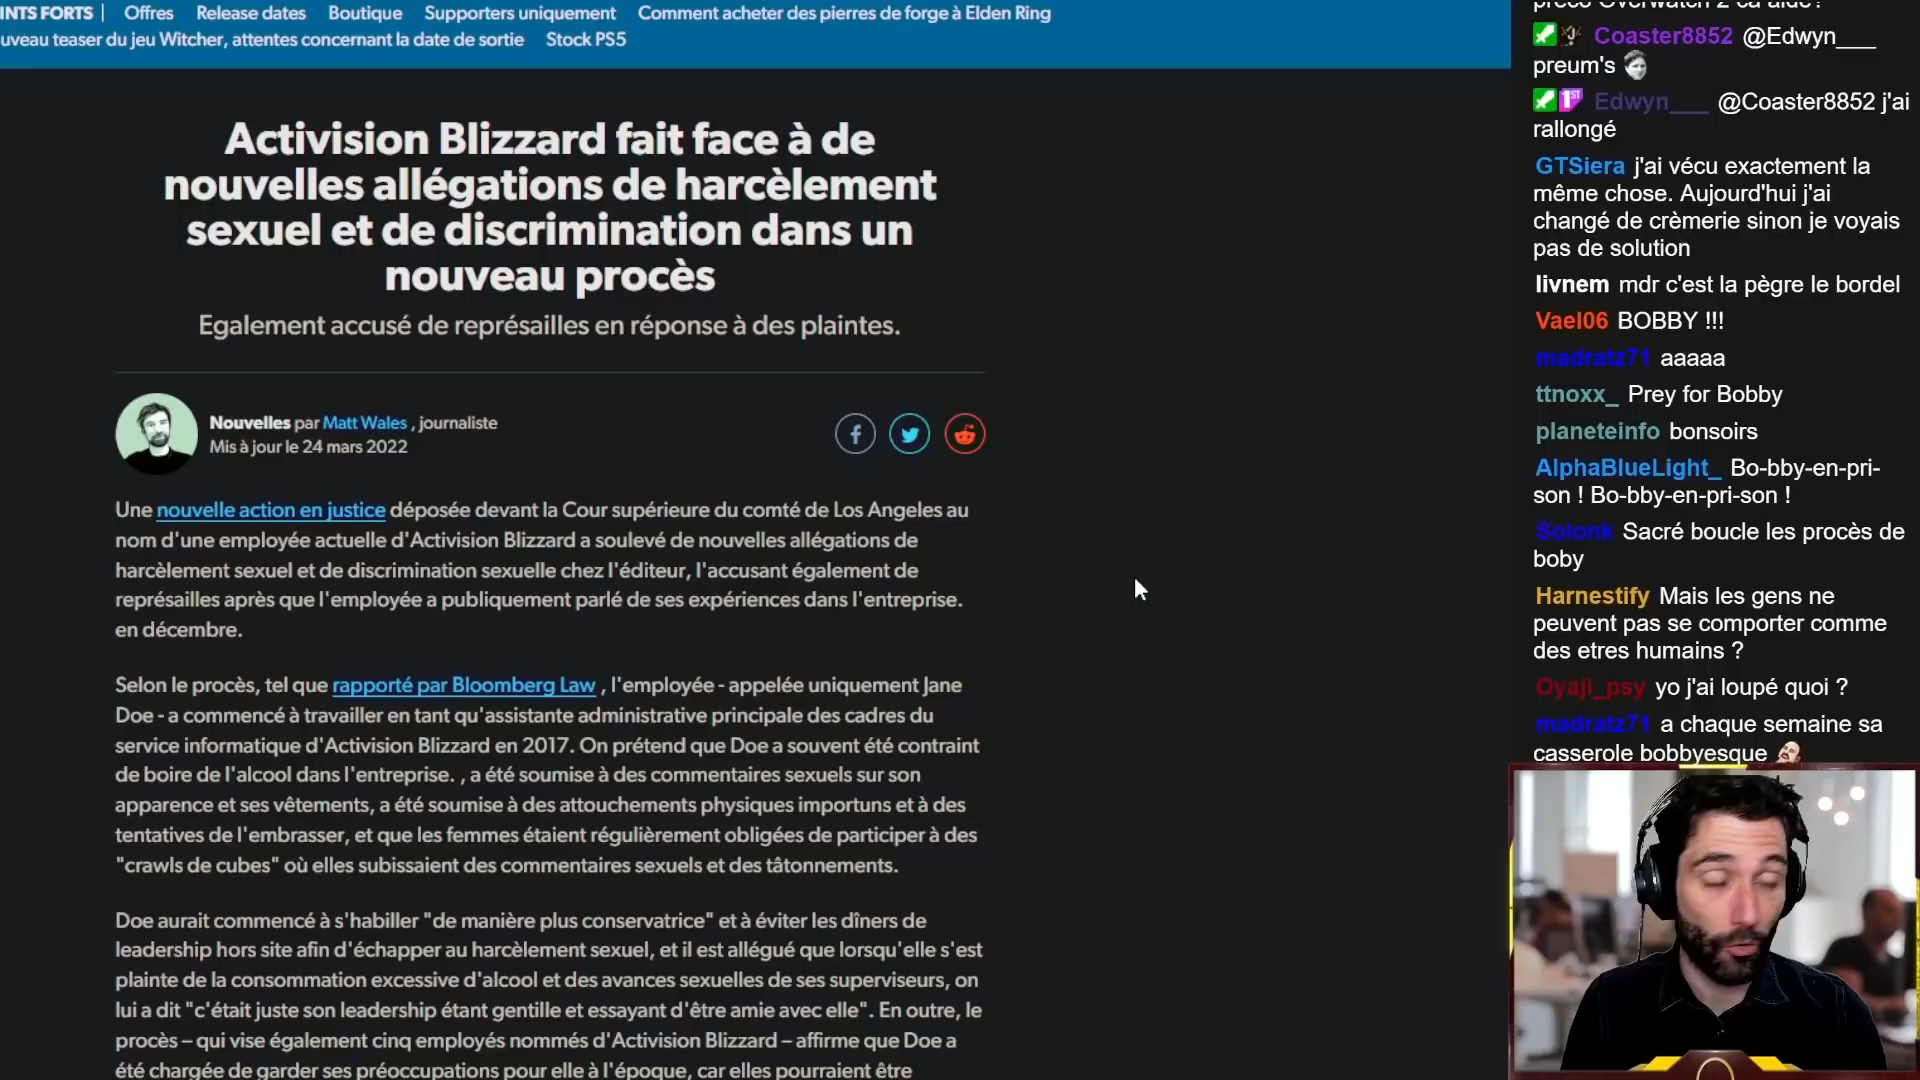 INTS FORTS | Offres Release dates Boutique Supporters uniquement Comment acheter des pierres de forge à Elden Ring
uveau teaser du jeu Witcher, attentes concernant la date de sortie Stock PS5
Activision Blizzard fait face à de
nouvelles allégations de harcèlement
sexuel et de discrimination dans un
nouveau procès
Egalement accusé de représailles en réponse à des plaintes.
Nouvelles par Matt Wales , journaliste
Mis à jour le 24 mars 2022
Une nouvelle action en justice déposée devant la Cour supérieure du comté de Los Angeles au
nom d'une employée actuelle d'Activision Blizzard a soulevé de nouvelles allégations de
harcèlement sexuel et de discrimination sexuelle chez l'éditeur, l'accusant également de
représailles après que l'employée a publiquement parlé de ses expériences dans l'entreprise.
en décembre.
Selon le procès, tel que rapporté par Bloomberg Law , l'employée - appelée uniquement Jane
Doe - a commencé à travailler en tant qu'assistante administrative principale des cadres du
service informatique d'Activision Blizzard en 2017. On prétend que Doe a souvent été contraint
de boire de l'alcool dans l'entreprise. , a été soumise à des commentaires sexuels sur son
apparence et ses vêtements, a été soumise à des attouchements physiques importuns et à des
tentatives de l'embrasser, et que les femmes étaient régulièrement obligées de participer à des
"crawls de cubes" où elles subissaient des commentaires sexuels et des tâtonnements.
Doe aurait commencé à s'habiller "de manière plus conservatrice" et à éviter les dîners de
leadership hors site afin d'échapper au harcèlement sexuel, et il est allégué que lorsqu'elle s'est
plainte de la consommation excessive d'alcool et des avances sexuelles de ses superviseurs, on
lui a dit "c'était juste son leadership étant gentille et essayant d'être amie avec elle". En outre, le
procès – qui vise également cinq employés nommés d'Activision Blizzard – affirme que Doe a
été chargée de garder ses préoccupations pour elle à l'époque, car elles pourraient être
préco Overwatch 2 ca aide?
Coaster8852 @Edwyn___
preum's
1ST Edwyn___ @Coaster8852 j'ai
rallongé
GTSiera j'ai vécu exactement la
même chose. Aujourd'hui j'ai
changé de crèmerie sinon je voyais
pas de solution
livnem mdr c'est la pègre le bordel
Vael06 BOBBY !!!
madratz71 aaaaa
ttnoxx_ Prey for Bobby
planeteinfo bonsoirs
AlphaBlueLight_ Bo-bby-en-pri-
son ! Bo-bby-en-pri-son !
Solonk Sacré boucle les procès de
boby
Harnestify Mais les gens ne
peuvent pas se comporter comme
des etres humains ?
Oyaji_psy yo j'ai loupé quoi ?
madratz71 a chaque semaine sa
casserole bobbyesque